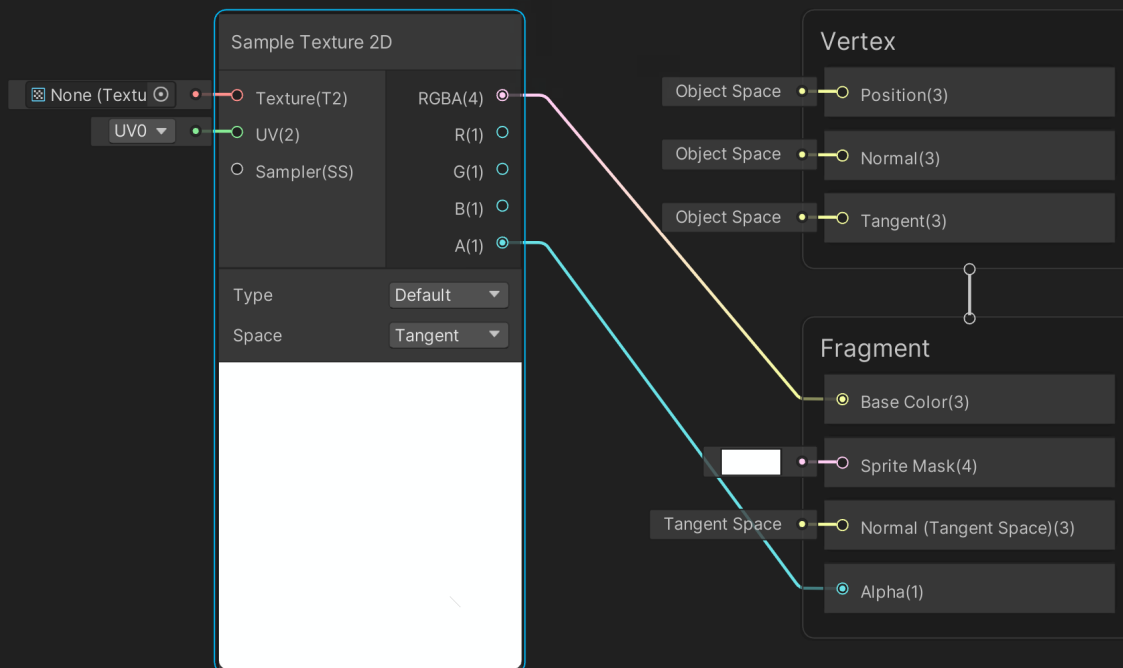 Sample Texture 2D
None (Textu
Texture(T2)
RGBA(4)
UV0
UV(2)
R(1)
Sampler(SS)
G(1)
B(1)
A(1)
Type
Default
Space
Tangent
Vertex
Object Space
Position(3)
Object Space
Normal(3)
Object Space
Tangent(3)
Fragment
Base Color(3)
Sprite Mask(4)
Tangent Space
Normal (Tangent Space)(3)
Alpha(1)